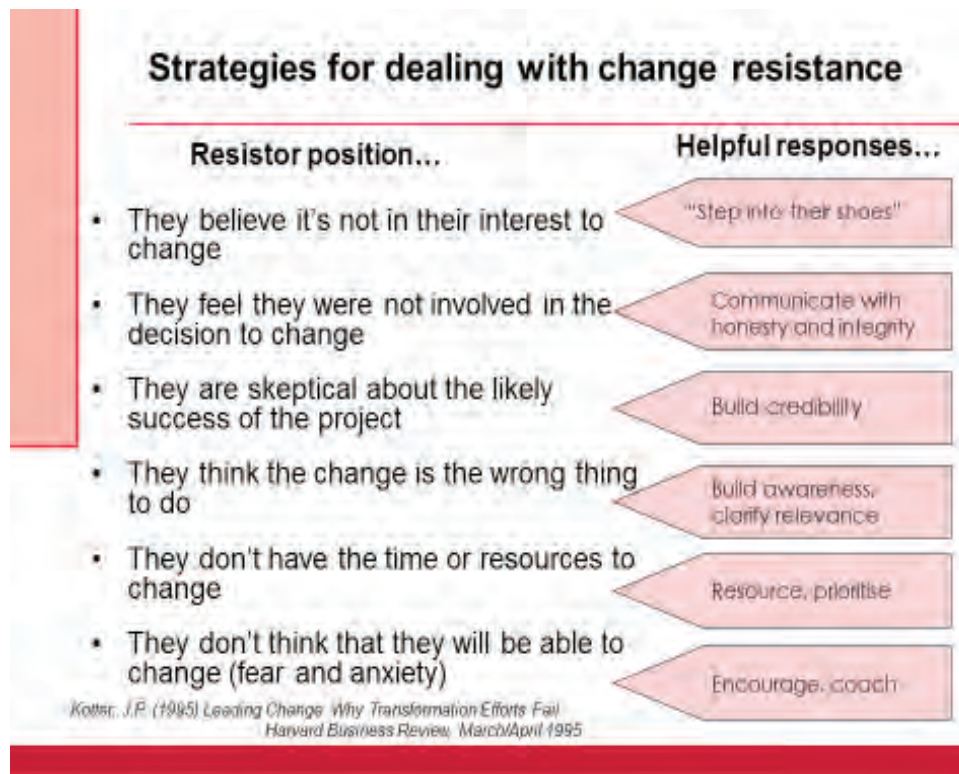 Strategies for dealing with change resistance
Resistor position...
Helpful responses...
• They believe it's not in their interest to
change
"Step into their shoes"
• They feel they were not involved in the
decision to change
Communicate with
honesty and integrity
• They are skeptical about the likely
success of the project
Build credibility
• They think the change is the wrong thing
to do
Build awareness,
clarify relevance
• They don't have the time or resources to
change
Resource, prioritise
• They don't think that they will be able to
change (fear and anxiety)
Encourage, coach
Kotter, J.P. (1995) Leading Change: Why Transformation Efforts Fail
Harvard Business Review, March/April 1995